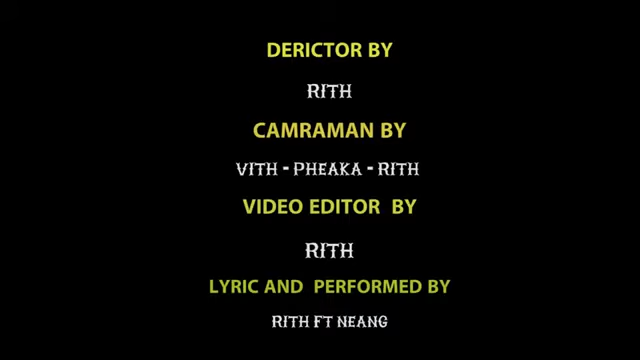 DERICTOR BY
RITH
CAMRAMAN BY
VITH - PHEAKA - RITH
VIDEO EDITOR BY
RITH
LYRIC AND PERFORMED BY
RITH FT NEANG